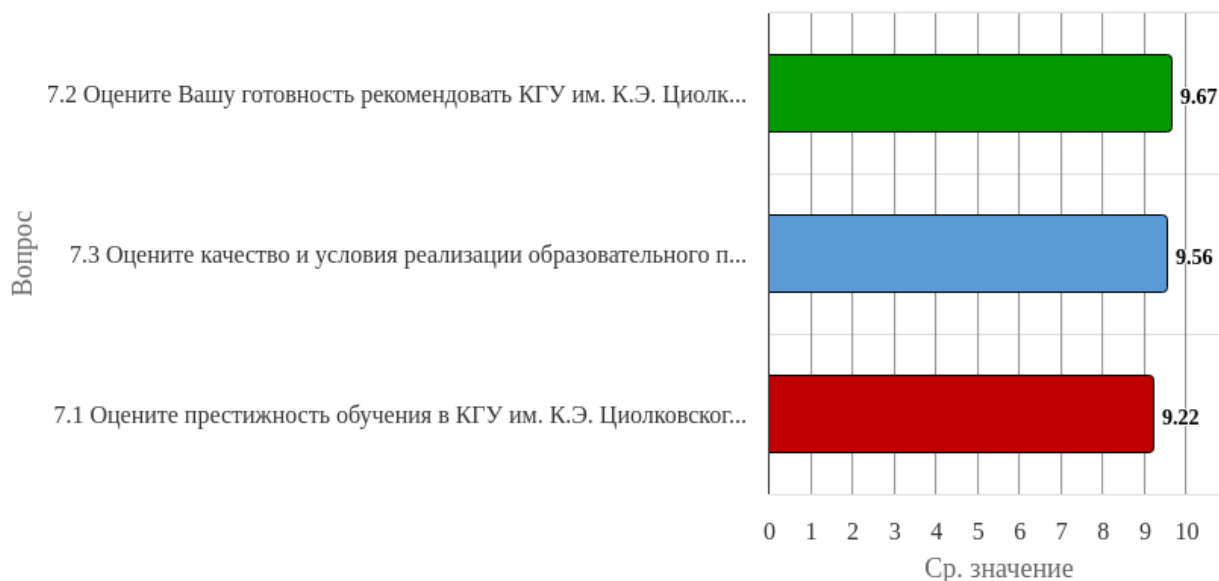 7.2 Оцените Вашу готовность рекомендовать КГУ им. К.Э. Циолк...
9.67
Вопрос
7.3 Оцените качество и условия реализации образовательного п...
9.56
7.1 Оцените престижность обучения в КГУ им. К.Э. Циолковског...
9.22
0 1 2 3 4 5 6 7 8 9 10
Ср. значение